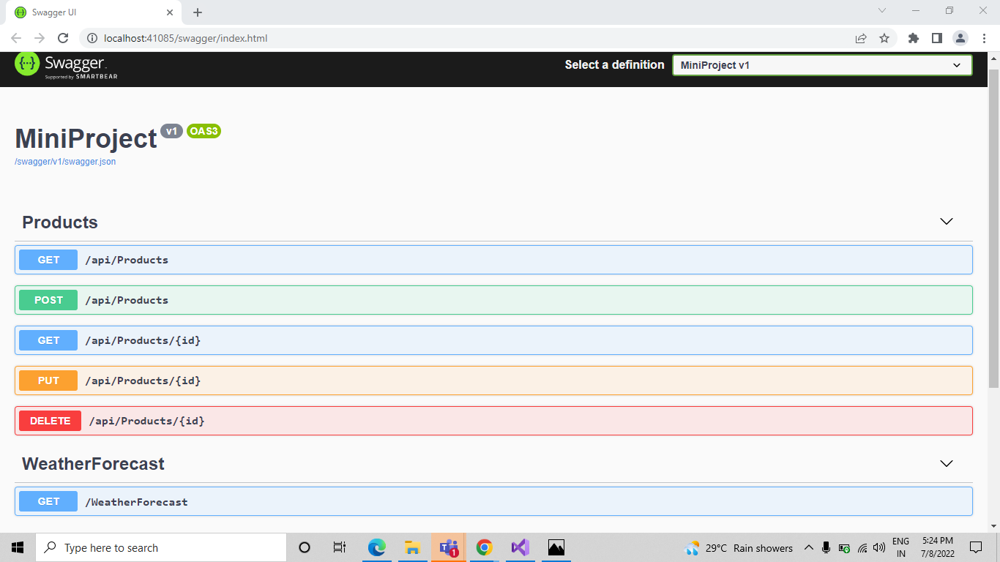 Swagger UI
localhost:41085/swagger/index.html
Swagger
Supported by SMARTBEAR
Select a definition
MiniProject v1
MiniProject v1 OAS3
/swagger/v1/swagger.json
Products
GET /api/Products
POST /api/Products
GET /api/Products/{id}
PUT /api/Products/{id}
DELETE /api/Products/{id}
WeatherForecast
GET /WeatherForecast
Type here to search
1
29°C Rain showers
ENG
IN
5:24 PM
7/8/2022